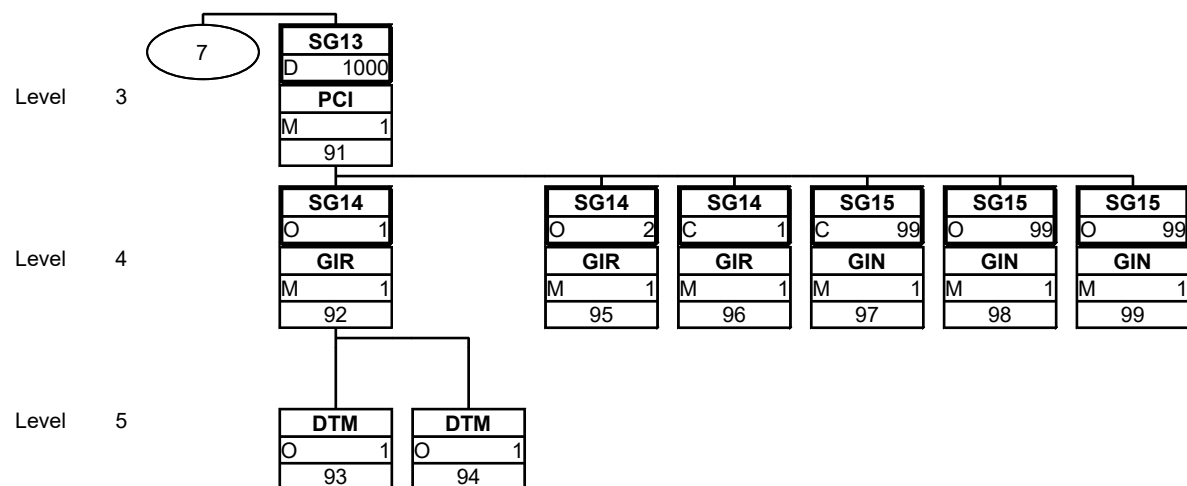 7
SG13
D 1000
Level 3
PCI
M 1
91
SG14 SG14 SG14 SG15 SG15 SG15
O 1 O 2 C 1 C 99 O 99 O 99
Level 4
GIR GIR GIR GIN GIN GIN
M 1 M 1 M 1 M 1 M 1 M 1
92 95 96 97 98 99
Level 5
DTM DTM
O 1 O 1
93 94